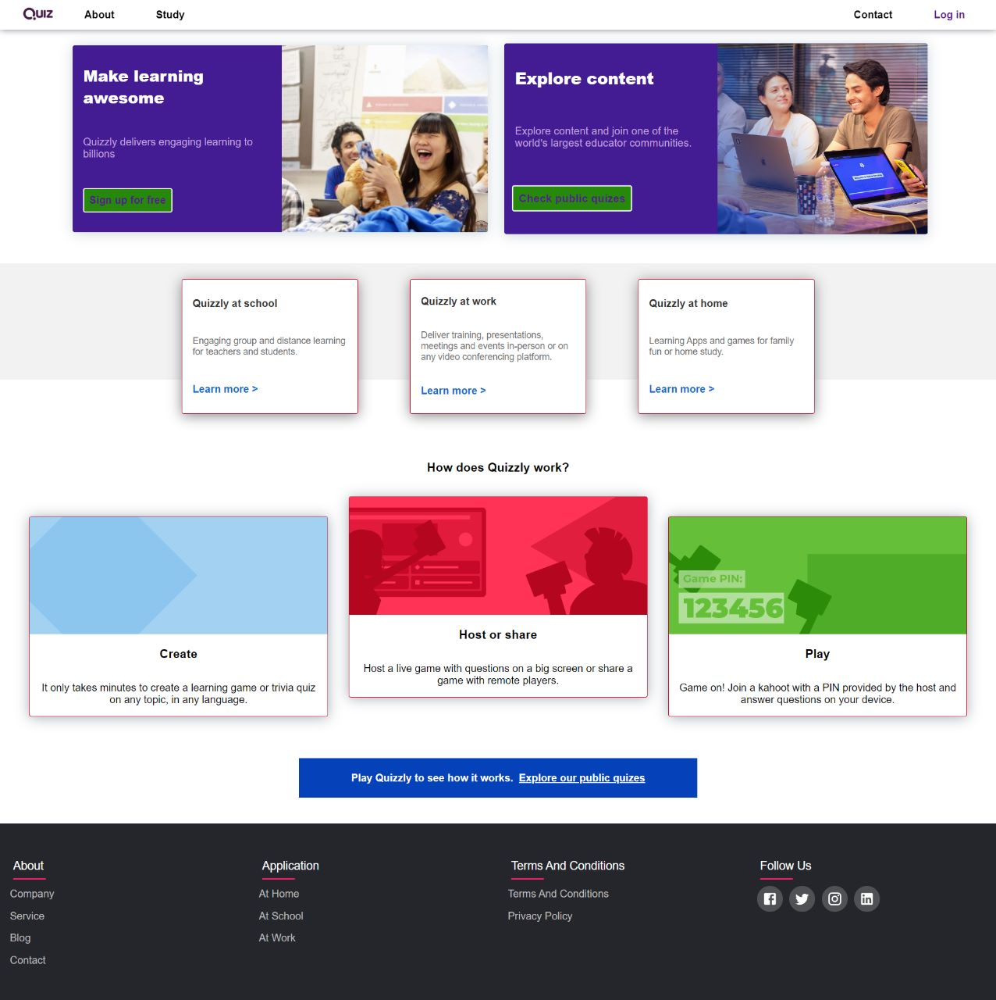 Quiz
About
Study
Contact
Log in
Make learning
awesome
Quizzly delivers engaging learning to
billions
Sign up for free
Explore content
Explore content and join one of the
world's largest educator communities.
Check public quizes
Quizzly at school
Engaging group and distance learning
for teachers and students.
Learn more >
Quizzly at work
Deliver training, presentations,
meetings and events in-person or on
any video conferencing platform.
Learn more >
Quizzly at home
Learning Apps and games for family
fun or home study.
Learn more >
How does Quizzly work?
Create
It only takes minutes to create a learning game or trivia quiz
on any topic, in any language.
Host or share
Host a live game with questions on a big screen or share a
game with remote players.
Game PIN:
123456
Play
Game on! Join a kahoot with a PIN provided by the host and
answer questions on your device.
Play Quizzly to see how it works. Explore our public quizes
About
Company
Service
Blog
Contact
Application
At Home
At School
At Work
Terms And Conditions
Terms And Conditions
Privacy Policy
Follow Us